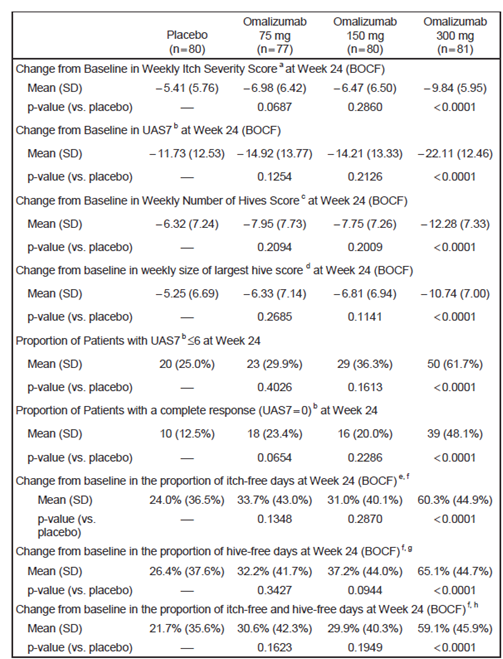 Placebo (n=80) Omalizumab 75 mg (n=77) Omalizumab 150 mg (n=80) Omalizumab 300 mg (n=81)
Change from Baseline in Weekly Itch Severity Score a at Week 24 (BOCF)
Mean (SD) −5.41 (5.76) −6.98 (6.42) −6.47 (6.50) −9.84 (5.95)
p-value (vs. placebo) — 0.0687 0.2860 <0.0001
Change from Baseline in UAS7 b at Week 24 (BOCF)
Mean (SD) −11.73 (12.53) −14.92 (13.77) −14.21 (13.33) −22.11 (12.46)
p-value (vs. placebo) — 0.1254 0.2126 <0.0001
Change from Baseline in Weekly Number of Hives Score c at Week 24 (BOCF)
Mean (SD) −6.32 (7.24) −7.95 (7.73) −7.75 (7.26) −12.28 (7.33)
p-value (vs. placebo) — 0.2094 0.2009 <0.0001
Change from baseline in weekly size of largest hive score d at Week 24 (BOCF)
Mean (SD) −5.25 (6.69) −6.33 (7.14) −6.81 (6.94) −10.74 (7.00)
p-value (vs. placebo) — 0.2685 0.1141 <0.0001
Proportion of Patients with UAS7 b ≤6 at Week 24
Mean (SD) 20 (25.0%) 23 (29.9%) 29 (36.3%) 50 (61.7%)
p-value (vs. placebo) — 0.4026 0.1613 <0.0001
Proportion of Patients with a complete response (UAS7=0) b at Week 24
Mean (SD) 10 (12.5%) 18 (23.4%) 16 (20.0%) 39 (48.1%)
p-value (vs. placebo) — 0.0654 0.2286 <0.0001
Change from baseline in the proportion of itch-free days at Week 24 (BOCF) e, f
Mean (SD) 24.0% (36.5%) 33.7% (43.0%) 31.0% (40.1%) 60.3% (44.9%)
p-value (vs. placebo) — 0.1348 0.2870 <0.0001
Change from baseline in the proportion of hive-free days at Week 24 (BOCF) f, g
Mean (SD) 26.4% (37.6%) 32.2% (41.7%) 37.2% (44.0%) 65.1% (44.7%)
p-value (vs. placebo) — 0.3427 0.0944 <0.0001
Change from baseline in the proportion of itch-free and hive-free days at Week 24 (BOCF) f, h
Mean (SD) 21.7% (35.6%) 30.6% (42.3%) 29.9% (40.3%) 59.1% (45.9%)
p-value (vs. placebo) — 0.1623 0.1949 <0.0001